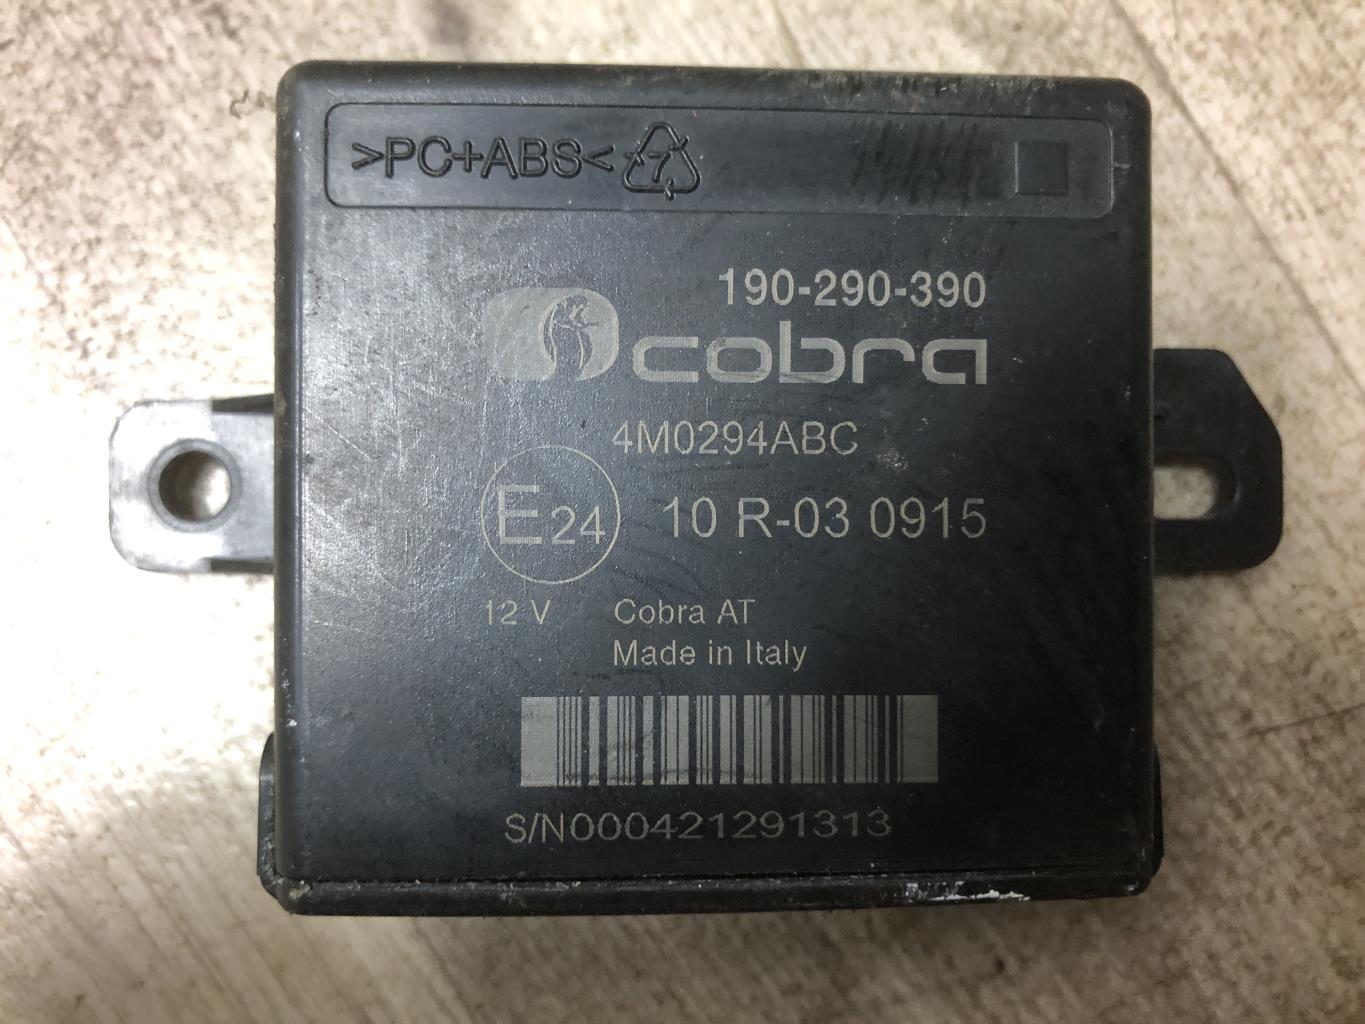 >PC+ABS<
7
190-290-390
cobra
4M0294ABC
E24 10 R-03 0915
12 V Cobra AT
Made in Italy
S/N000421291313